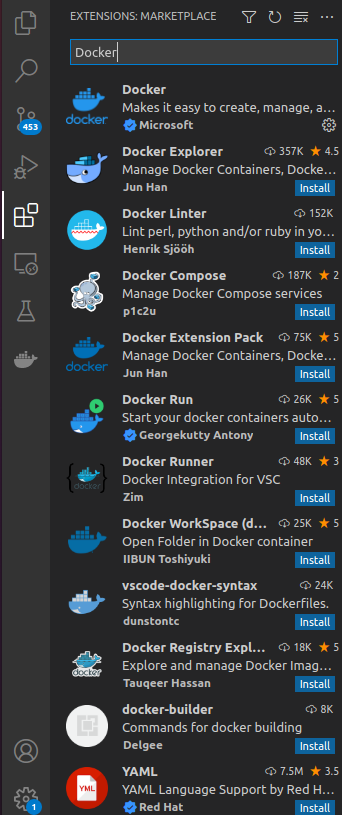 EXTENSIONS: MARKETPLACE
Docker
Docker
Makes it easy to create, manage, a...
docker
Microsoft
453
Docker Explorer 357K 4.5
Manage Docker Containers, Docke...
Jun Han Install
Docker Linter 152K
Lint perl, python and/or ruby in yo...
Henrik Sjööh Install
Docker Compose 187K 2
Manage Docker Compose services
p1c2u Install
Docker Extension Pack 75K 5
Manage Docker Containers, Docke...
docker
Jun Han Install
Docker Run 26K 5
Start your docker containers auto...
Georgekutty Antony Install
Docker Runner 48K 3
Docker Integration for VSC
docker
Zim Install
Docker WorkSpace (d... 25K 5
Open Folder in Docker container
docker
IIBUN Toshiyuki Install
vscode-docker-syntax 24K
Syntax highlighting for Dockerfiles.
dunstontc Install
Docker Registry Expl... 18K 5
Explore and manage Docker Imag...
docker
Tauqeer Hassan Install
docker-builder 8K
Commands for docker building
Delgee Install
YAML 7.5M 3.5
YAML Language Support by Red H...
YML
Red Hat Install
1